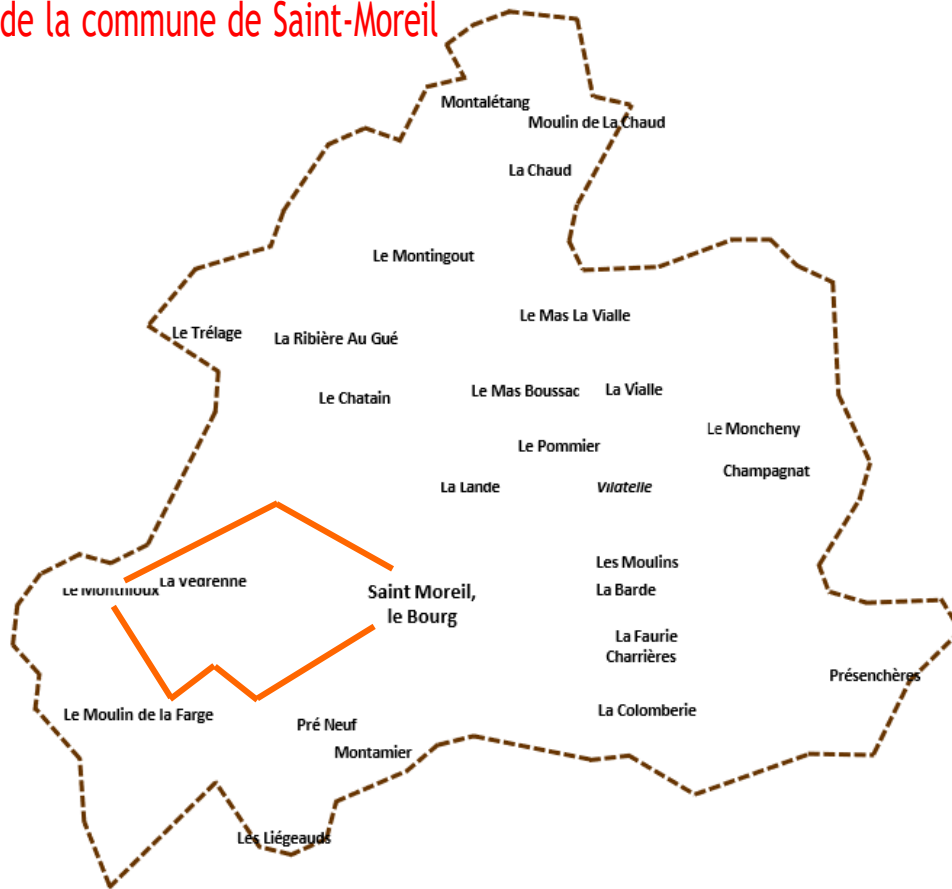 de la commune de Saint-Moreil
Montalétang
Moulin de La Chaud
La Chaud
Le Montingout
Le Mas La Vialle
Le Trélage
La Ribière Au Gué
Le Mas Boussac
La Vialle
Le Chatain
Le Moncheny
Le Pommier
Champagnat
La Lande
Vilatelle
Les Moulins
La Vedrenne
Le Monthioux
La Barde
Saint Moreil,
le Bourg
La Faurie
Charrières
Présenchères
La Colomberie
Le Moulin de la Farge
Pré Neuf
Montamier
Les Liégeauds